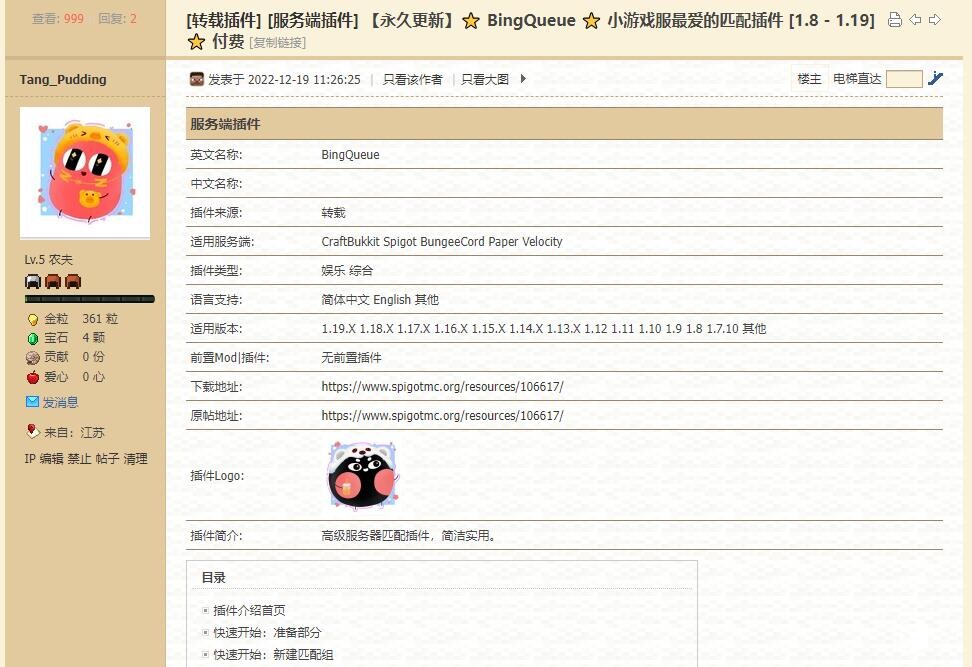 查看: 999 回复: 2
[转载插件] [服务端插件] 【永久更新】⭐ BingQueue ⭐ 小游戏服最爱的匹配插件 [1.8 - 1.19]
⭐ 付费 [复制链接]
Tang_Pudding
发表于 2022-12-19 11:26:25 | 只看该作者 | 只看大图
楼主 电梯直达
Lv.5 农夫
金粒 361 粒
宝石 4 颗
贡献 0 份
爱心 0 心
发消息
来自: 江苏
IP 编辑 禁止 帖子 清理
服务端插件
英文名称: BingQueue
中文名称:
插件来源: 转载
适用服务端: CraftBukkit Spigot BungeeCord Paper Velocity
插件类型: 娱乐 综合
语言支持: 简体中文 English 其他
适用版本: 1.19.X 1.18.X 1.17.X 1.16.X 1.15.X 1.14.X 1.13.X 1.12 1.11 1.10 1.9 1.8 1.7.10 其他
前置Mod|插件: 无前置插件
下载地址: https://www.spigotmc.org/resources/106617/
原帖地址: https://www.spigotmc.org/resources/106617/
插件Logo:
插件简介: 高级服务器匹配插件，简洁实用。
目录
插件介绍首页
快速开始：准备部分
快速开始：新建匹配组